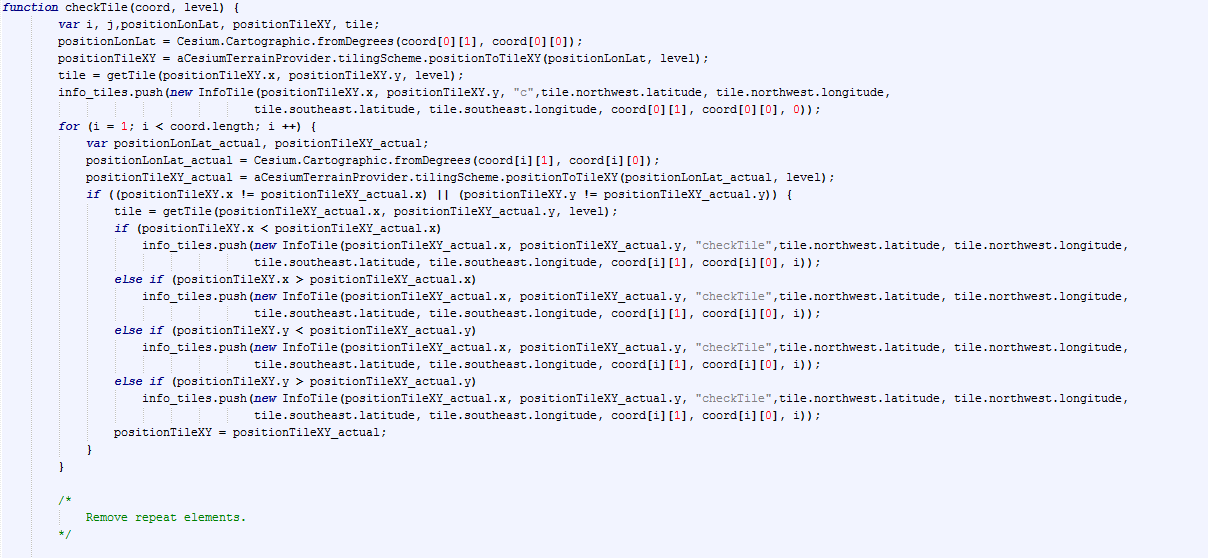 function checkTile(coord, level) {
var i, j,positionLonLat, positionTileXY, tile;
positionLonLat = Cesium.Cartographic.fromDegrees(coord[0][1], coord[0][0]);
positionTileXY = aCesiumTerrainProvider.tilingScheme.positionToTileXY(positionLonLat, level);
tile = getTile(positionTileXY.x, positionTileXY.y, level);
info_tiles.push(new InfoTile(positionTileXY.x, positionTileXY.y, "c",tile.northwest.latitude, tile.northwest.longitude,
tile.southeast.latitude, tile.southeast.longitude, coord[0][1], coord[0][0], 0));
for (i = 1; i < coord.length; i ++) {
var positionLonLat_actual, positionTileXY_actual;
positionLonLat_actual = Cesium.Cartographic.fromDegrees(coord[i][1], coord[i][0]);
positionTileXY_actual = aCesiumTerrainProvider.tilingScheme.positionToTileXY(positionLonLat_actual, level);
if ((positionTileXY.x != positionTileXY_actual.x) || (positionTileXY.y != positionTileXY_actual.y)) {
tile = getTile(positionTileXY_actual.x, positionTileXY_actual.y, level);
if (positionTileXY.x < positionTileXY_actual.x)
info_tiles.push(new InfoTile(positionTileXY_actual.x, positionTileXY_actual.y, "checkTile",tile.northwest.latitude, tile.northwest.longitude,
tile.southeast.latitude, tile.southeast.longitude, coord[i][1], coord[i][0], i));
else if (positionTileXY.x > positionTileXY_actual.x)
info_tiles.push(new InfoTile(positionTileXY_actual.x, positionTileXY_actual.y, "checkTile",tile.northwest.latitude, tile.northwest.longitude,
tile.southeast.latitude, tile.southeast.longitude, coord[i][1], coord[i][0], i));
else if (positionTileXY.y < positionTileXY_actual.y)
info_tiles.push(new InfoTile(positionTileXY_actual.x, positionTileXY_actual.y, "checkTile",tile.northwest.latitude, tile.northwest.longitude,
tile.southeast.latitude, tile.southeast.longitude, coord[i][1], coord[i][0], i));
else if (positionTileXY.y > positionTileXY_actual.y)
info_tiles.push(new InfoTile(positionTileXY_actual.x, positionTileXY_actual.y, "checkTile",tile.northwest.latitude, tile.northwest.longitude,
tile.southeast.latitude, tile.southeast.longitude, coord[i][1], coord[i][0], i));
positionTileXY = positionTileXY_actual;
}
}
/*
Remove repeat elements.
*/